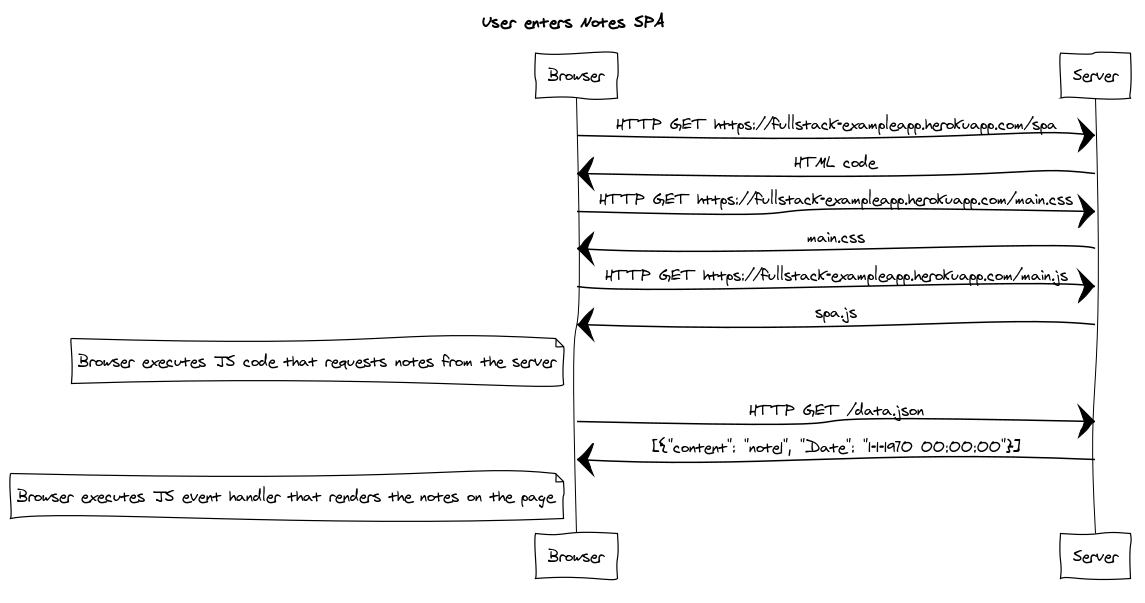 User enters Notes SPA
Browser
Server
HTTP GET https://fullstack-exampleapp.herokuapp.com/spa
HTML code
HTTP GET https://fullstack-exampleapp.herokuapp.com/main.css
main.css
HTTP GET https://fullstack-exampleapp.herokuapp.com/main.js
spa.js
Browser executes JS code that requests notes from the server
HTTP GET /data.json
[{"content": "note1", "Date": "1-1-1970 00:00:00"}]
Browser executes JS event handler that renders the notes on the page
Browser
Server